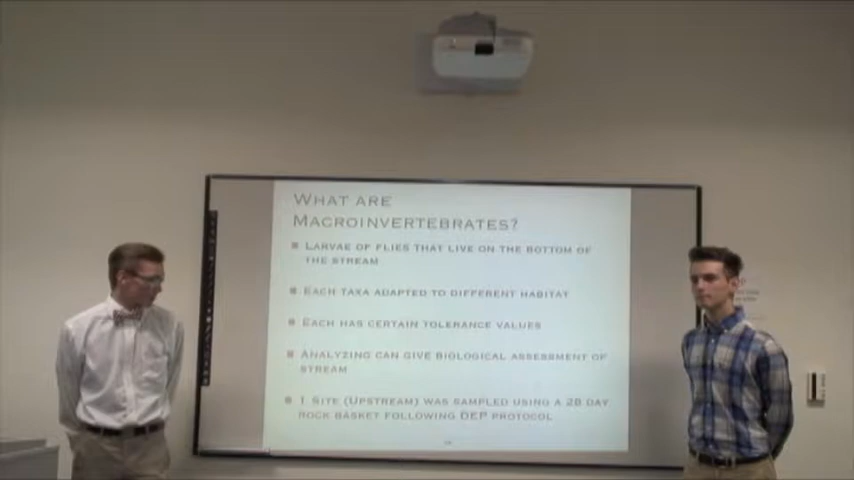 WHAT ARE
MACROINVERTEBRATES?
LARVAE OF FLIES THAT LIVE ON THE BOTTOM OF
THE STREAM
EACH TAXA ADAPTED TO DIFFERENT HABITAT
EACH HAS CERTAIN TOLERANCE VALUES
ANALYZING CAN GIVE BIOLOGICAL ASSESSMENT OF
STREAM
1 SITE (UPSTREAM) WAS SAMPLED USING A 28 DAY
ROCK BASKET FOLLOWING DEP PROTOCOL